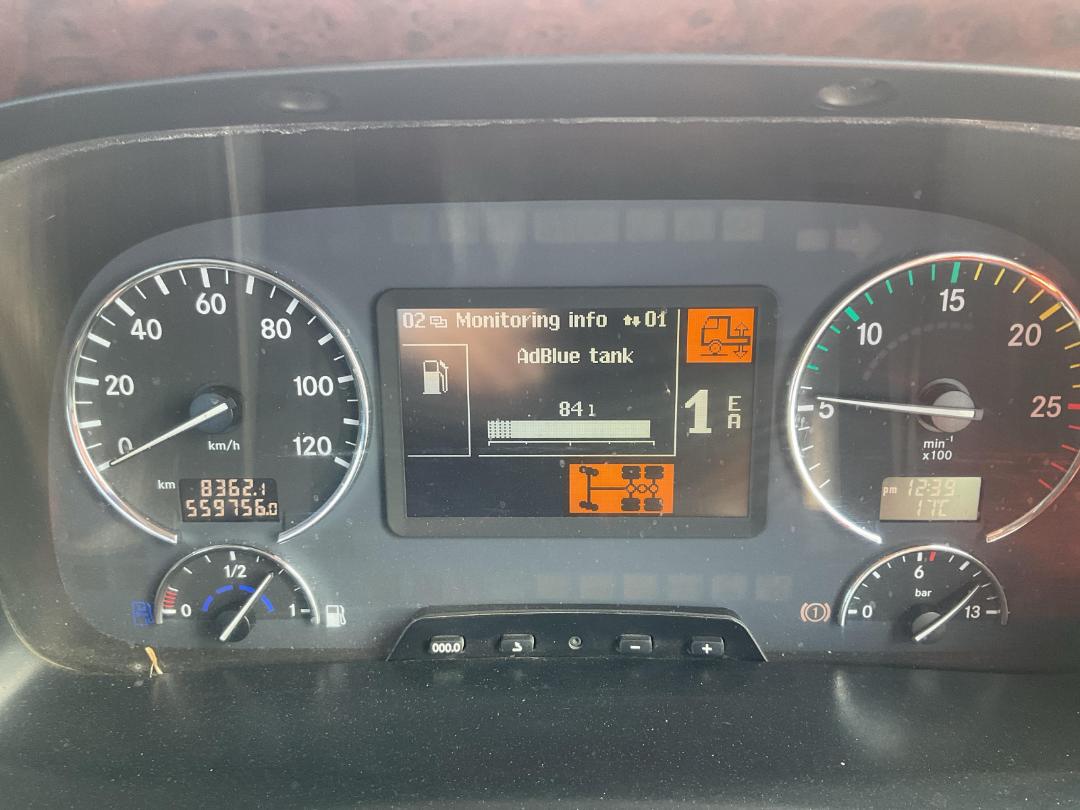 02 Monitoring info 01
AdBlue tank
84 l
1 E A
0 20 40 60 80 100 120
km/h
km 8362.1
559756.0
0 1/2 1
5 10 15 20 25
min⁻¹
x100
pm 12:39
17C
0 6 13
bar
000.0 - +